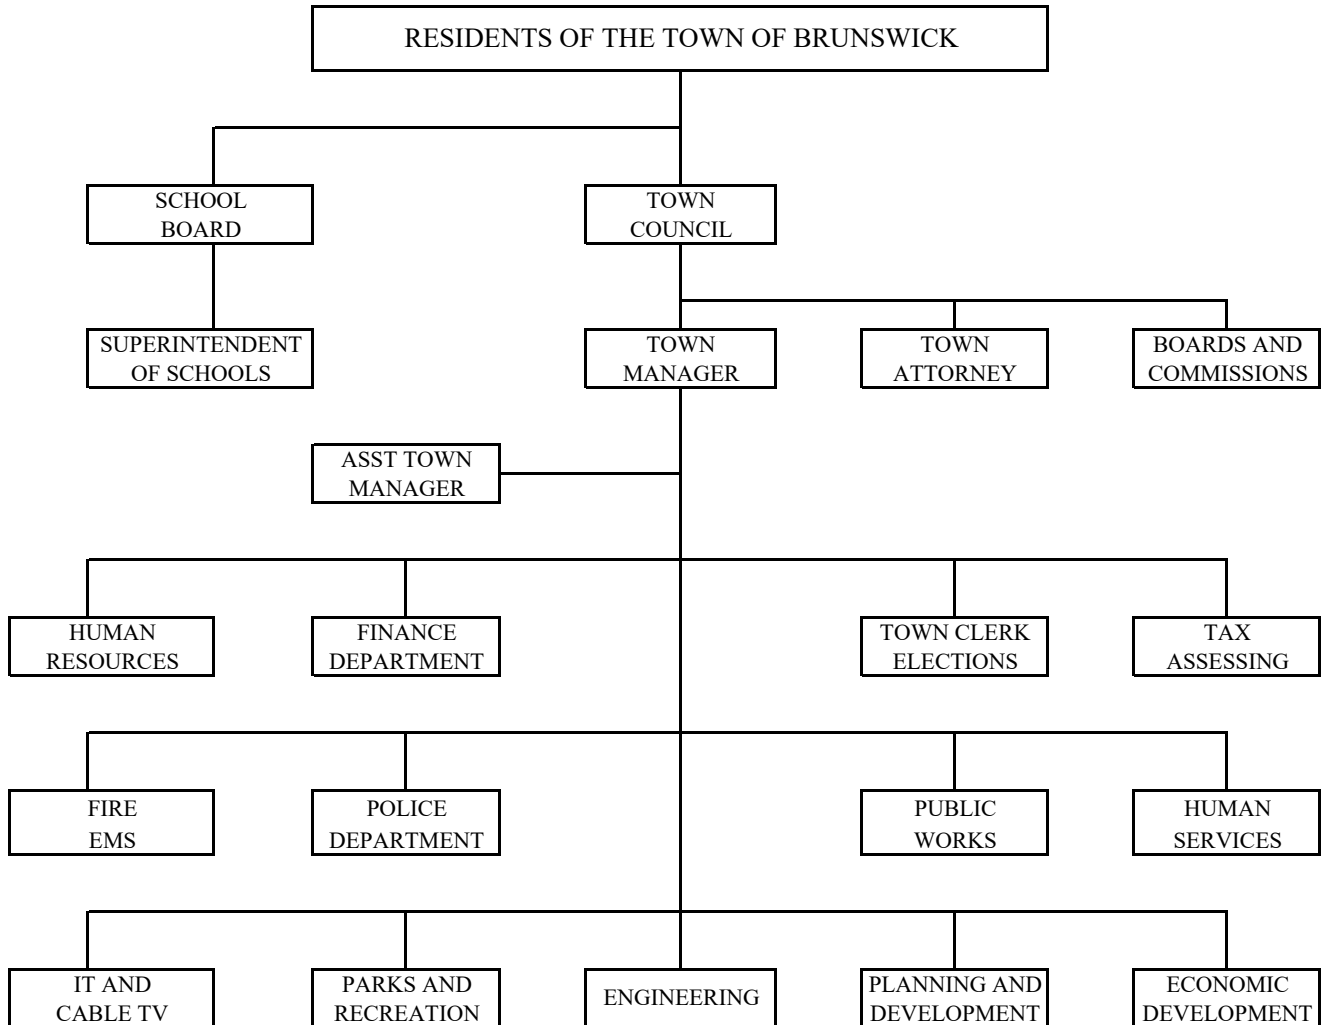 RESIDENTS OF THE TOWN OF BRUNSWICK
SCHOOL
BOARD
TOWN
COUNCIL
SUPERINTENDENT
OF SCHOOLS
TOWN
MANAGER
TOWN
ATTORNEY
BOARDS AND
COMMISSIONS
ASST TOWN
MANAGER
HUMAN
RESOURCES
FINANCE
DEPARTMENT
TOWN CLERK
ELECTIONS
TAX
ASSESSING
FIRE
EMS
POLICE
DEPARTMENT
PUBLIC
WORKS
HUMAN
SERVICES
IT AND
CABLE TV
PARKS AND
RECREATION
ENGINEERING
PLANNING AND
DEVELOPMENT
ECONOMIC
DEVELOPMENT